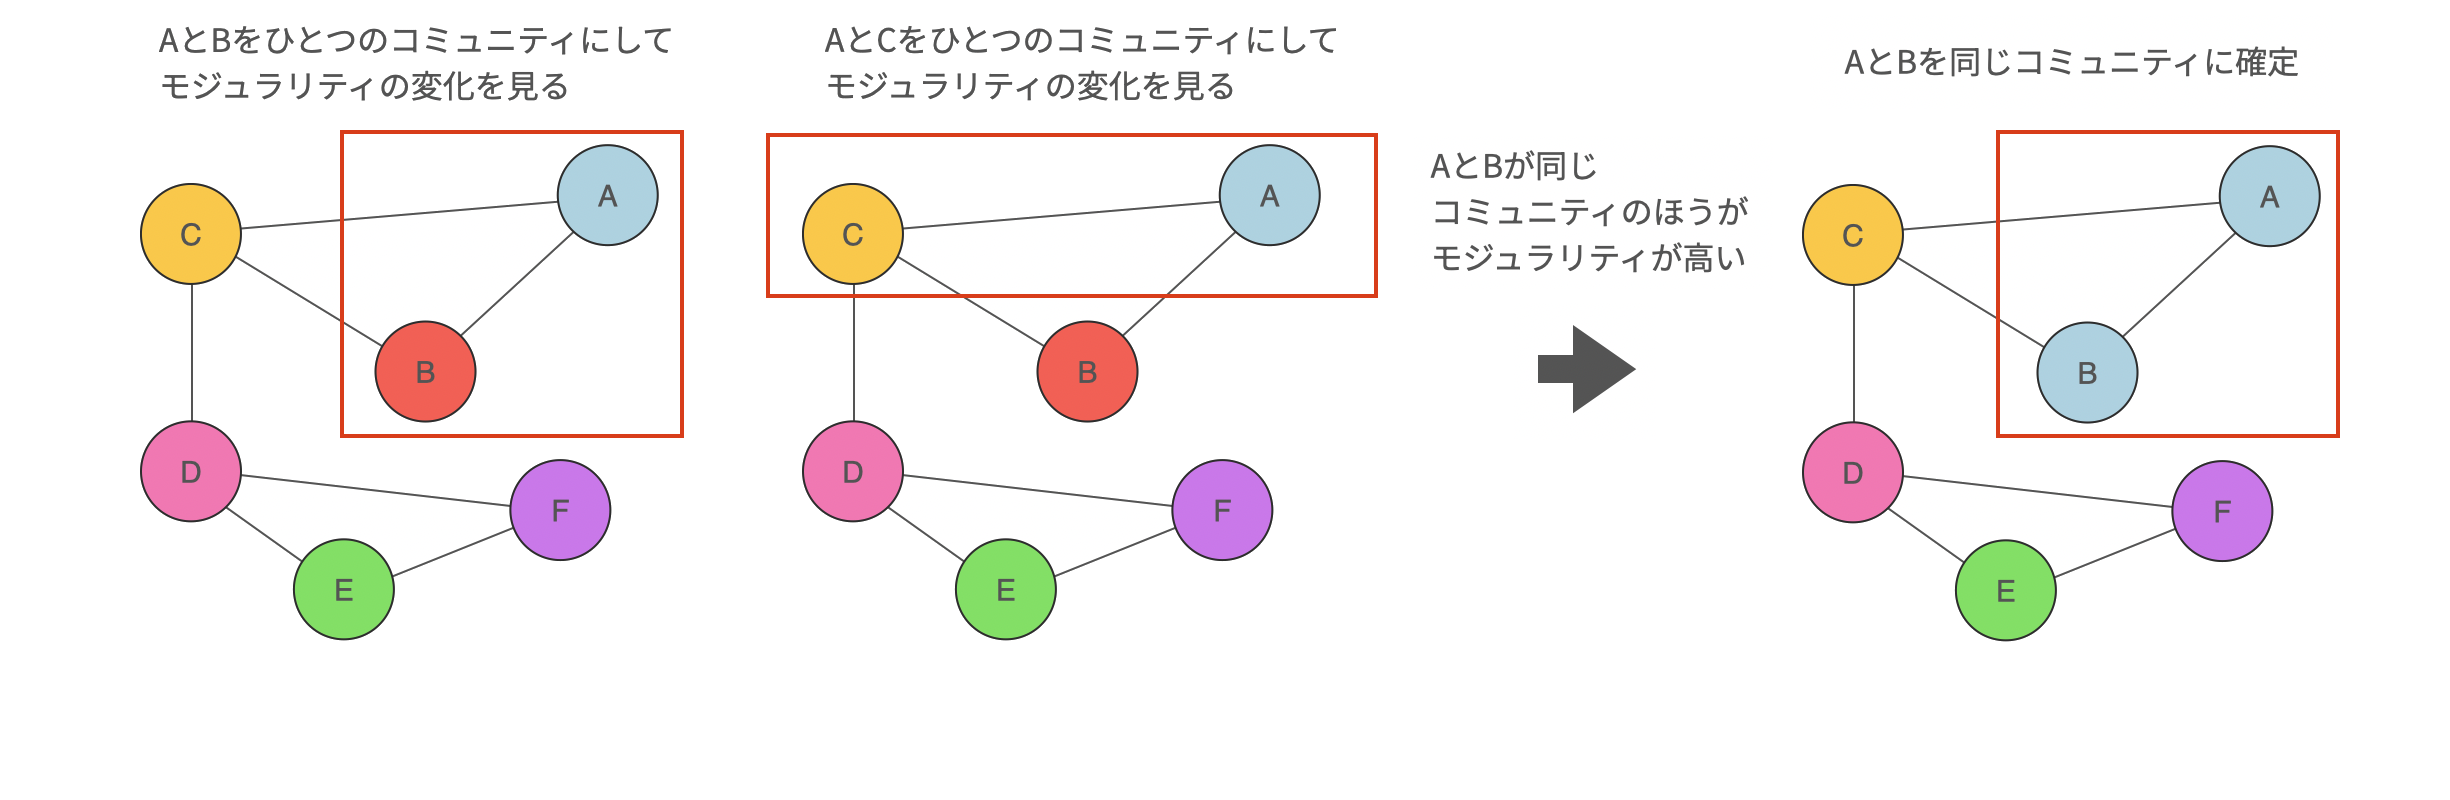 AとBをひとつのコミュニティにして
モジュラリティの変化を見る
C
A
B
D
F
E
AとCをひとつのコミュニティにして
モジュラリティの変化を見る
C
A
B
D
F
E
AとBが同じ
コミュニティのほうが
モジュラリティが高い
AとBを同じコミュニティに確定
C
A
B
D
F
E